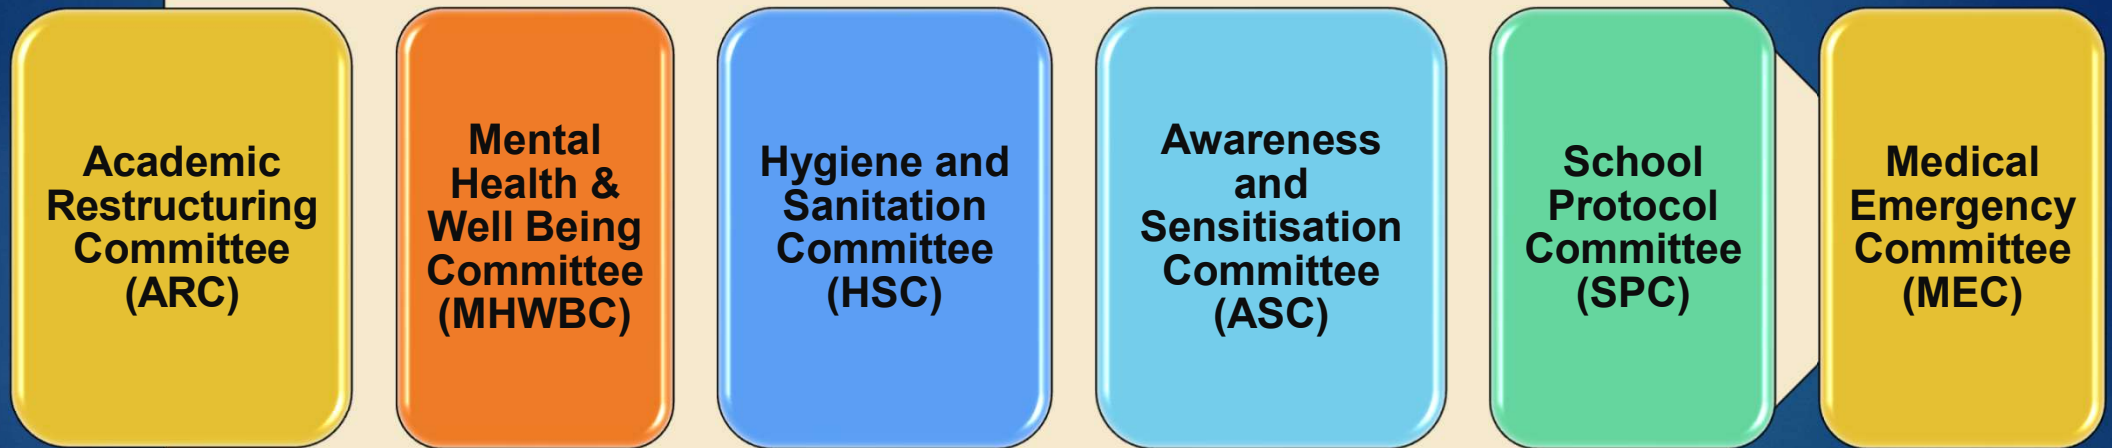 Academic
Restructuring
Committee
(ARC)
Mental
Health &
Well Being
Committee
(MHWBC)
Hygiene and
Sanitation
Committee
(HSC)
Awareness
and
Sensitisation
Committee
(ASC)
School
Protocol
Committee
(SPC)
Medical
Emergency
Committee
(MEC)